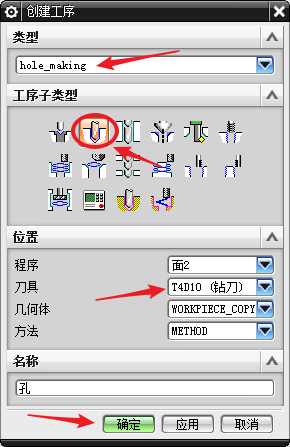 创建工序
类型
hole_making
工序子类型
位置
程序 面2
刀具 T4D10 (钻刀)
几何体 WORKPIECE_COPY
方法 METHOD
名称
孔
确定 应用 取消